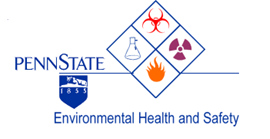 PENNSTATE
1855
Environmental Health and Safety